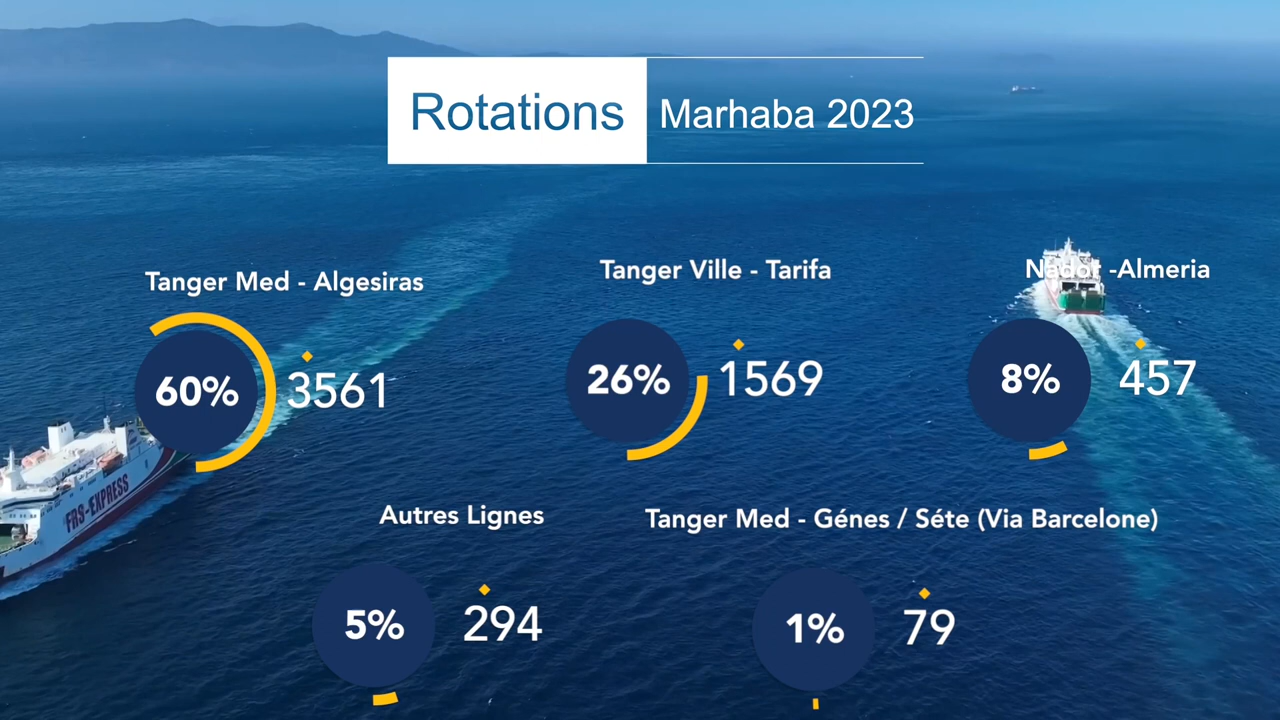 Rotations
Marhaba 2023
Tanger Med - Algesiras
60%
3561
Tanger Ville - Tarifa
26%
1569
Nador -Almeria
8%
457
FRS-EXPRESS
Autres Lignes
5%
294
Tanger Med - Génes / Séte (Via Barcelone)
1%
79